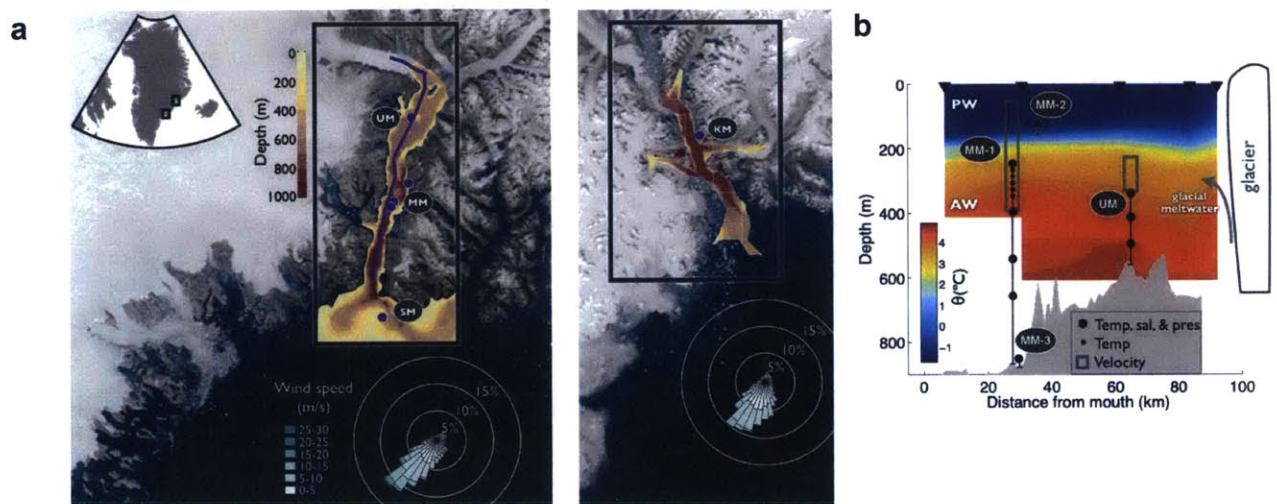 a
Depth (m)
0
200
400
600
800
1000
UM
MM
SM
Wind speed
(m/s)
25-30
20-25
15-20
10-15
5-10
0-5
15%
10%
5%
KM
15%
10%
5%
b
Depth (m)
0
200
400
600
800
PW
AW
MM-2
MM-1
UM
MM-3
glacial
meltwater
glacier
θ(°C)
4
3
2
1
0
−1
Temp, sal, & pres
Temp
Velocity
0
20
40
60
80
100
Distance from mouth (km)